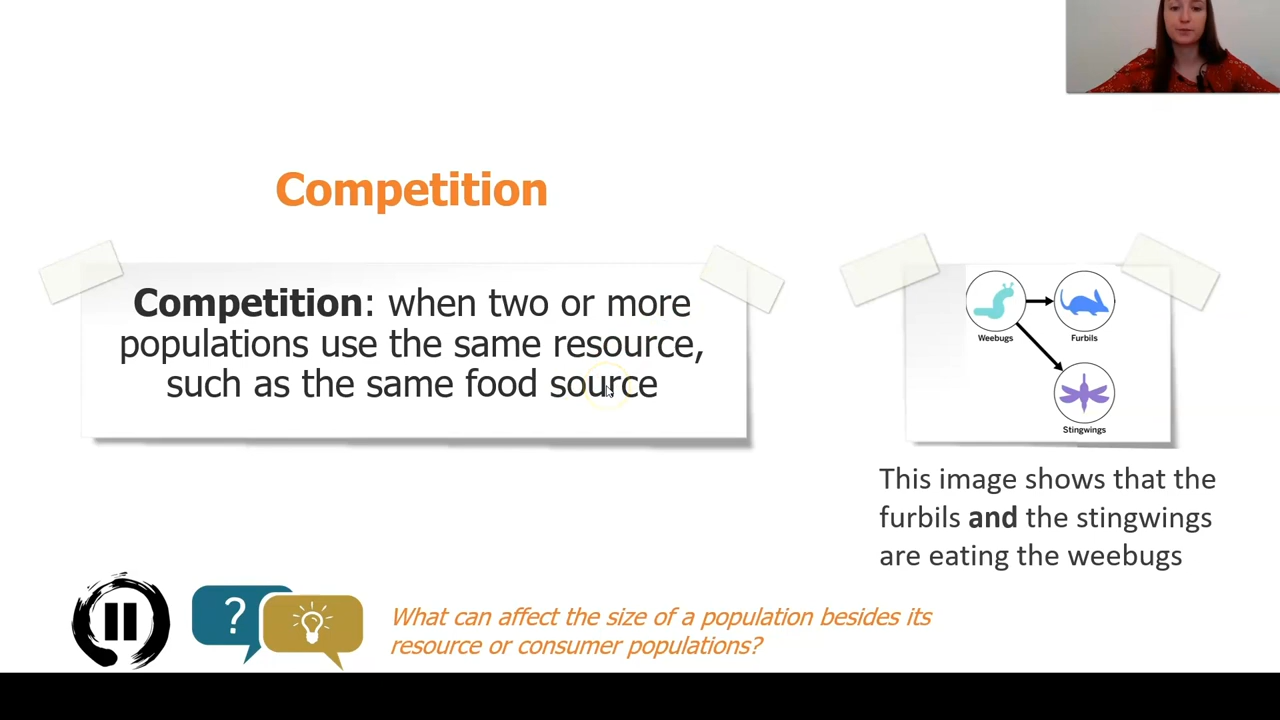 Competition
Competition: when two or more
populations use the same resource,
such as the same food source
Weebugs
Furbils
Stingwings
This image shows that the
furbils and the stingwings
are eating the weebugs
?
What can affect the size of a population besides its
resource or consumer populations?